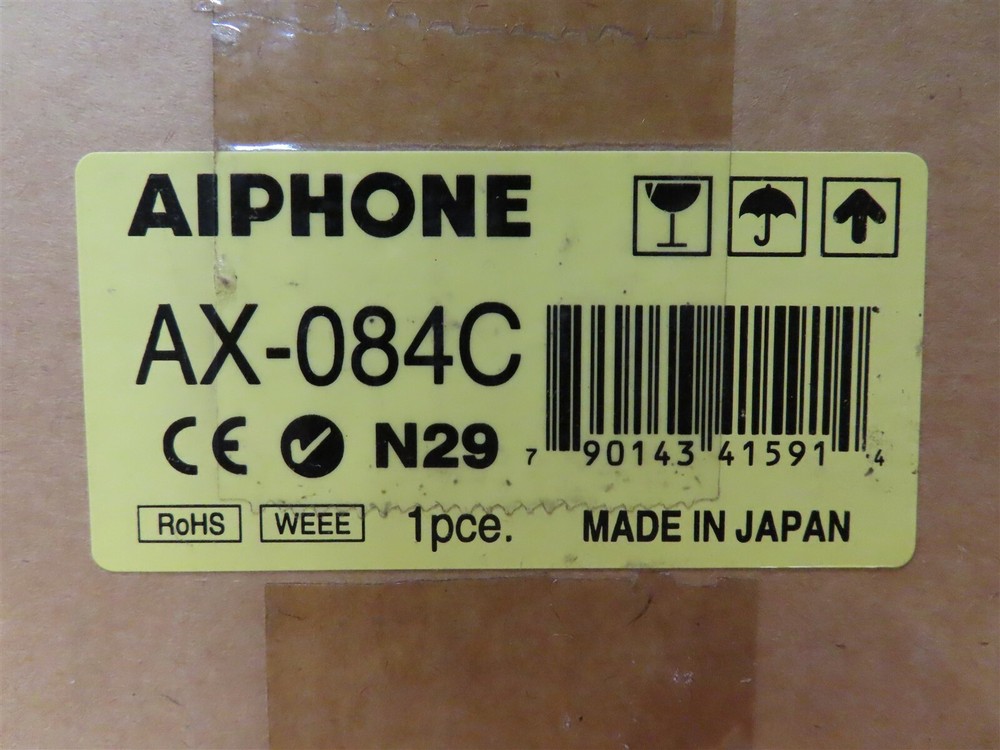 AIPHONE
AX-084C
CE N29
7 90143 41591 4
RoHS WEEE 1pce. MADE IN JAPAN